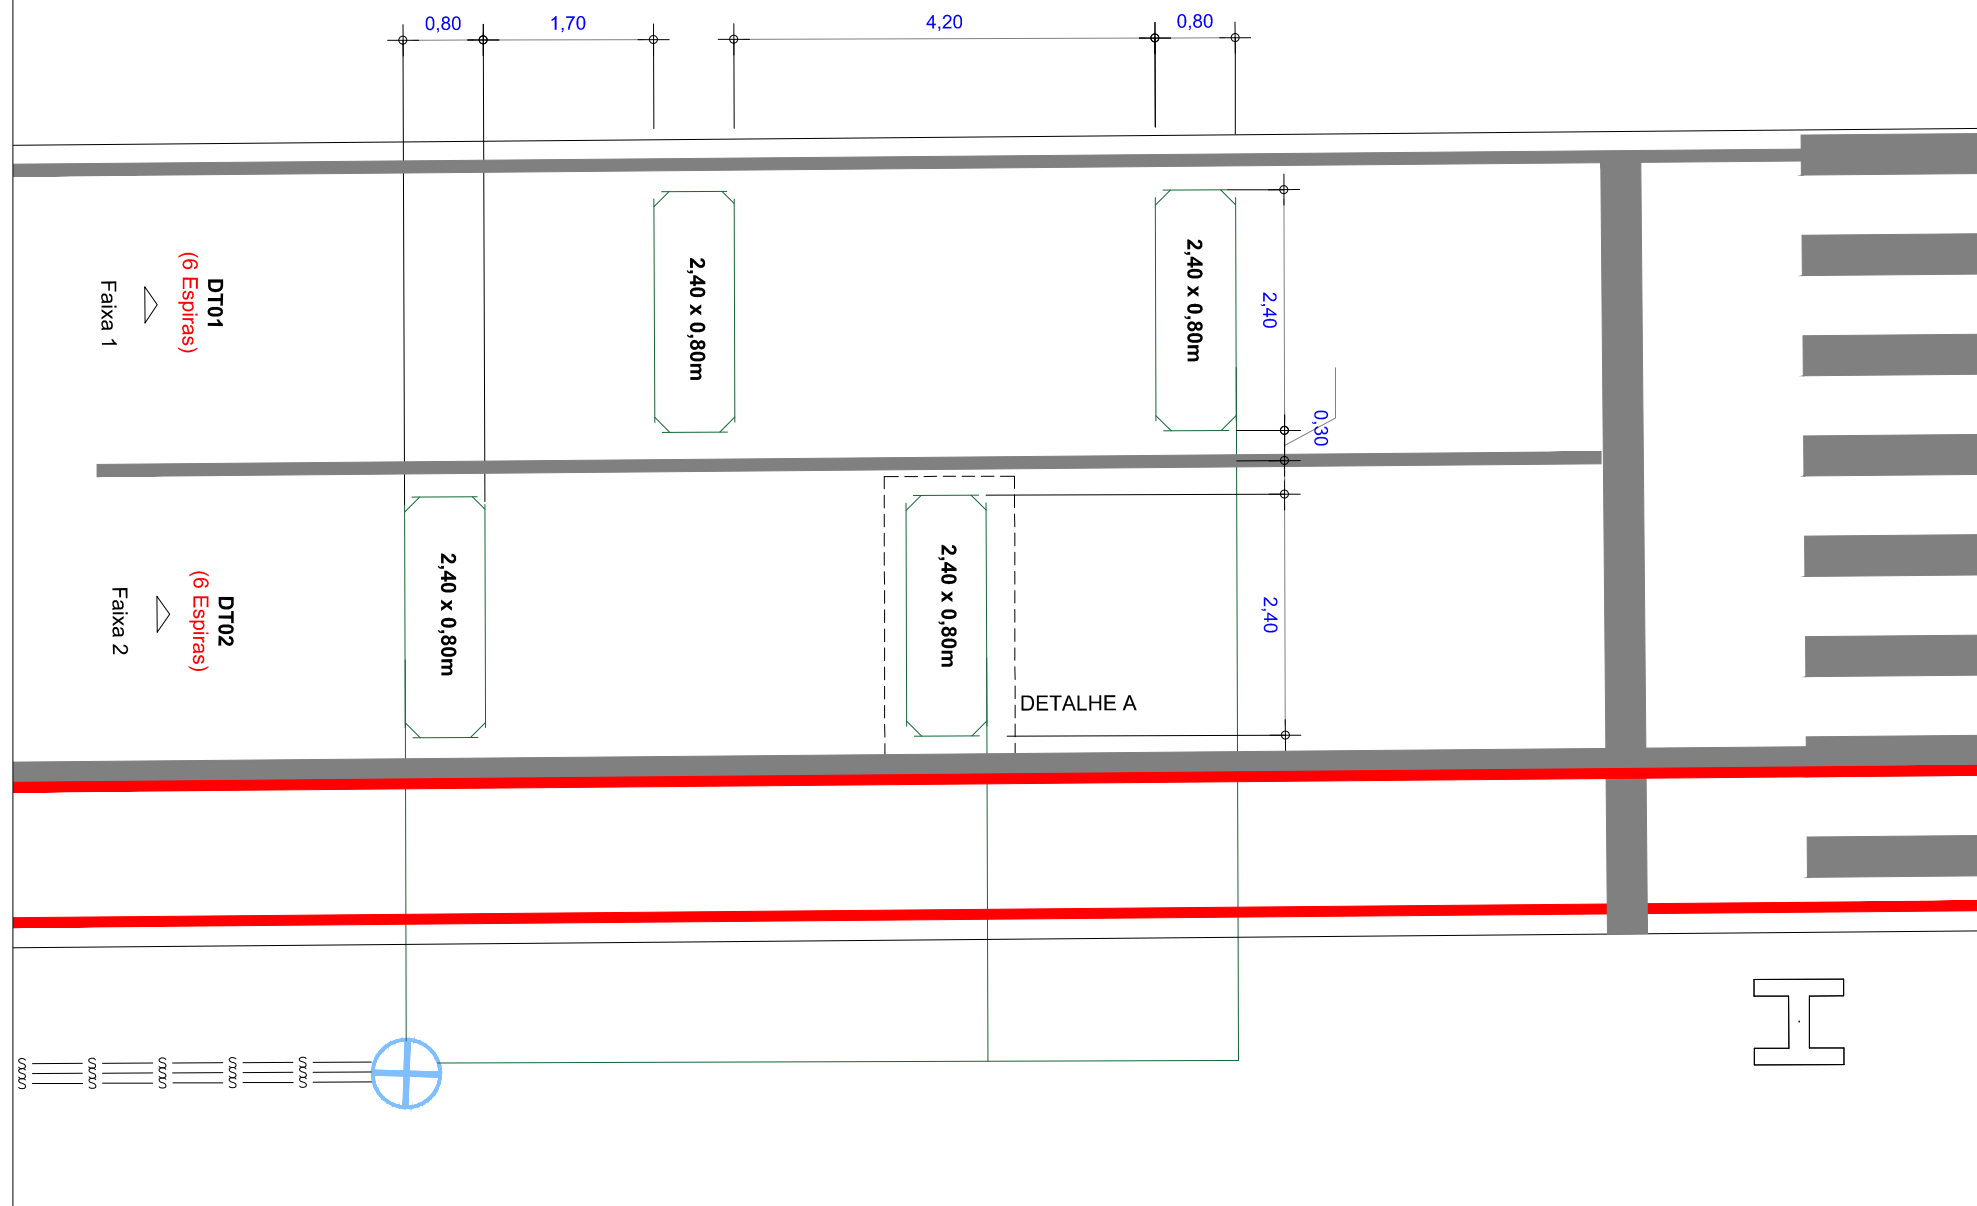 0,80
1,70
4,20
0,80
DT01
(6 Espiras)
Faixa 1
2,40 x 0,80m
2,40 x 0,80m
2,40
0,30
DT02
(6 Espiras)
Faixa 2
2,40 x 0,80m
2,40 x 0,80m
2,40
DETALHE A